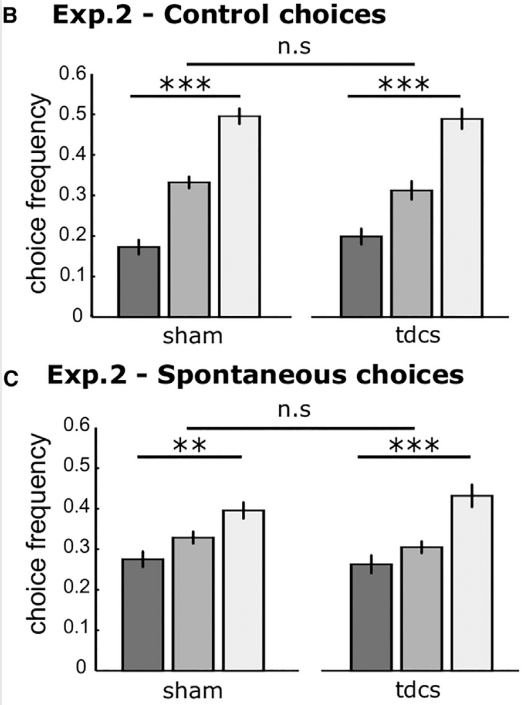 B Exp.2 - Control choices
n.s
*** ***
choice frequency
0.6
0.5
0.4
0.3
0.2
0.1
0
sham tdcs
C Exp.2 - Spontaneous choices
n.s
** ***
choice frequency
0.6
0.5
0.4
0.3
0.2
0.1
0
sham tdcs